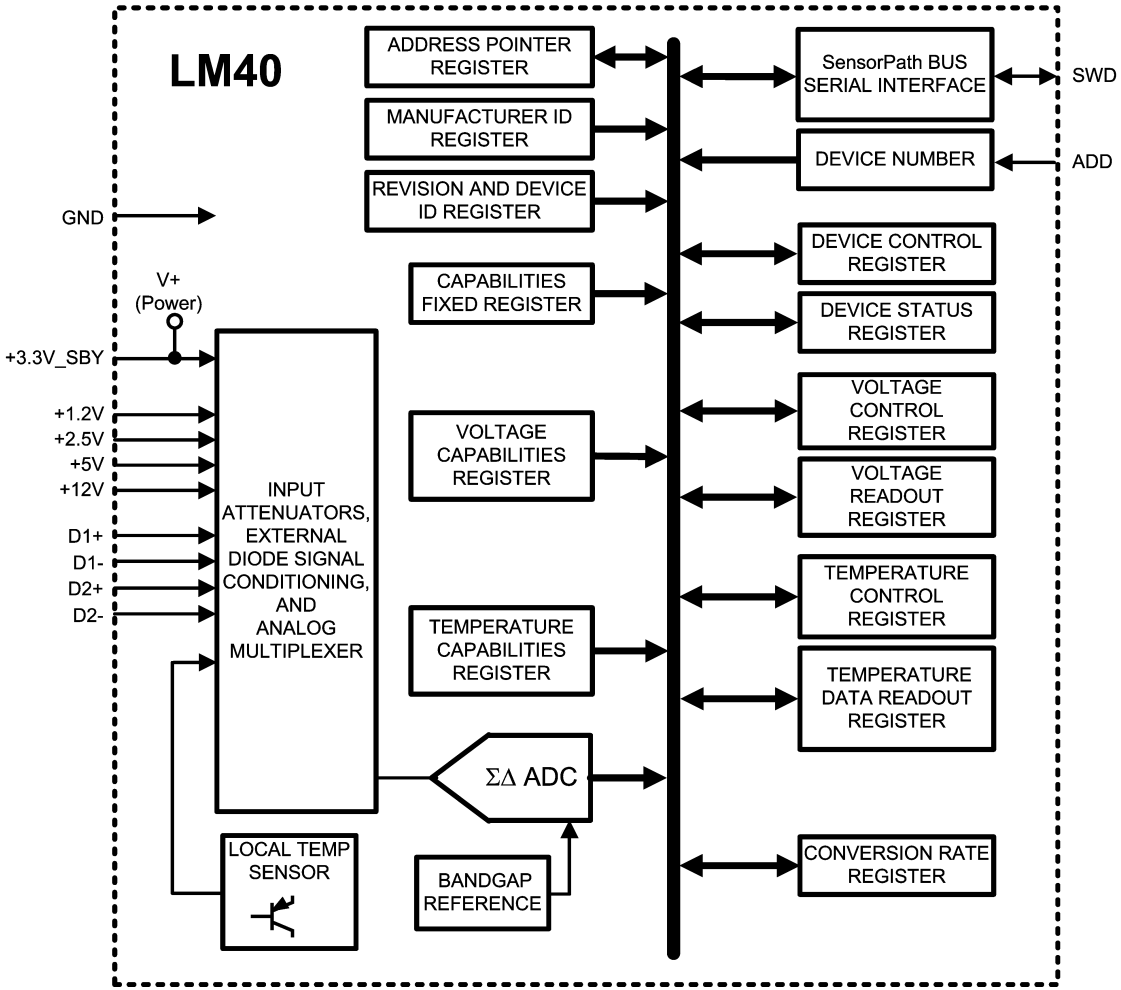 LM40
ADDRESS POINTER
REGISTER
MANUFACTURER ID
REGISTER
REVISION AND DEVICE
ID REGISTER
CAPABILITIES
FIXED REGISTER
VOLTAGE
CAPABILITIES
REGISTER
TEMPERATURE
CAPABILITIES
REGISTER
ΣΔ ADC
BANDGAP
REFERENCE
GND
V+
(Power)
+3.3V_SBY
+1.2V
+2.5V
+5V
+12V
D1+
D1-
D2+
D2-
INPUT
ATTENUATORS,
EXTERNAL
DIODE SIGNAL
CONDITIONING,
AND
ANALOG
MULTIPLEXER
LOCAL TEMP
SENSOR
SensorPath BUS
SERIAL INTERFACE
SWD
DEVICE NUMBER
ADD
DEVICE CONTROL
REGISTER
DEVICE STATUS
REGISTER
VOLTAGE
CONTROL
REGISTER
VOLTAGE
READOUT
REGISTER
TEMPERATURE
CONTROL
REGISTER
TEMPERATURE
DATA READOUT
REGISTER
CONVERSION RATE
REGISTER